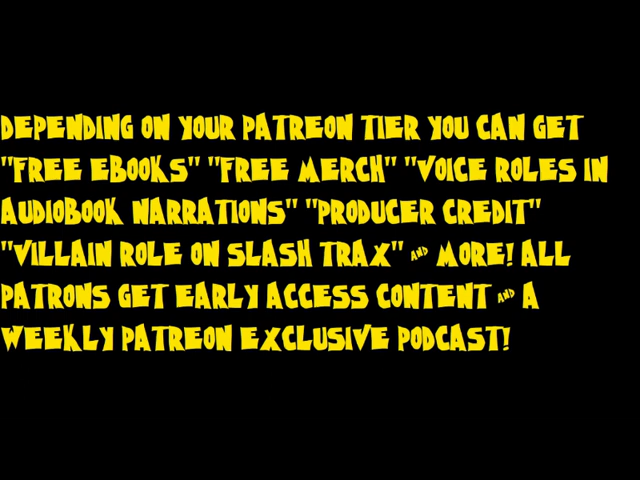 DEPENDING ON YOUR PATREON TIER YOU CAN GET
"FREE EBOOKS" "FREE MERCH" "VOICE ROLES IN
AUDIOBOOK NARRATIONS" "PRODUCER CREDIT"
"VILLAIN ROLE ON SLASH TRAX" AND MORE! ALL
PATRONS GET EARLY ACCESS CONTENT AND A
WEEKLY PATREON EXCLUSIVE PODCAST!